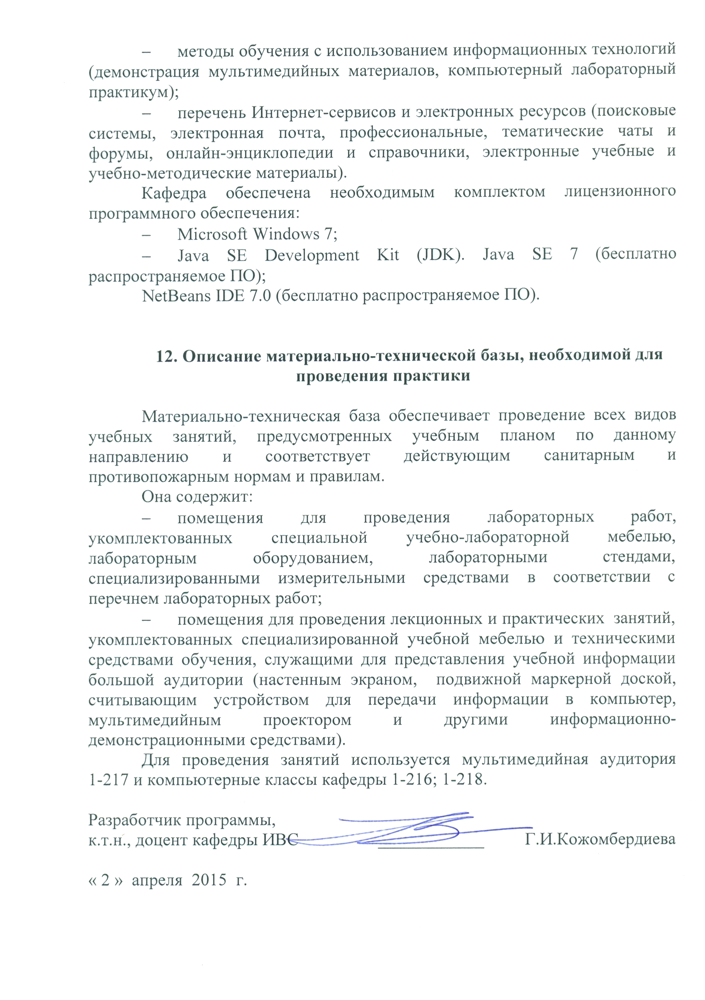 – методы обучения с использованием информационных технологий
(демонстрация мультимедийных материалов, компьютерный лабораторный
практикум);
– перечень Интернет-сервисов и электронных ресурсов (поисковые
системы, электронная почта, профессиональные, тематические чаты и
форумы, онлайн-энциклопедии и справочники, электронные учебные и
учебно-методические материалы).
Кафедра обеспечена необходимым комплектом лицензионного
программного обеспечения:
– Microsoft Windows 7;
– Java SE Development Kit (JDK). Java SE 7 (бесплатно
распространяемое ПО);
NetBeans IDE 7.0 (бесплатно распространяемое ПО).
12. Описание материально-технической базы, необходимой для
проведения практики
Материально-техническая база обеспечивает проведение всех видов
учебных занятий, предусмотренных учебным планом по данному
направлению и соответствует действующим санитарным и
противопожарным нормам и правилам.
Она содержит:
– помещения для проведения лабораторных работ,
укомплектованных специальной учебно-лабораторной мебелью,
лабораторным оборудованием, лабораторными стендами,
специализированными измерительными средствами в соответствии с
перечнем лабораторных работ;
– помещения для проведения лекционных и практических занятий,
укомплектованных специализированной учебной мебелью и техническими
средствами обучения, служащими для представления учебной информации
большой аудитории (настенным экраном, подвижной маркерной доской,
считывающим устройством для передачи информации в компьютер,
мультимедийным проектором и другими информационно-
демонстрационными средствами).
Для проведения занятий используется мультимедийная аудитория
1-217 и компьютерные классы кафедры 1-216; 1-218.
Разработчик программы,
к.т.н., доцент кафедры ИВС ____________ Г.И.Кожомбердиева
« 2 » апреля 2015 г.